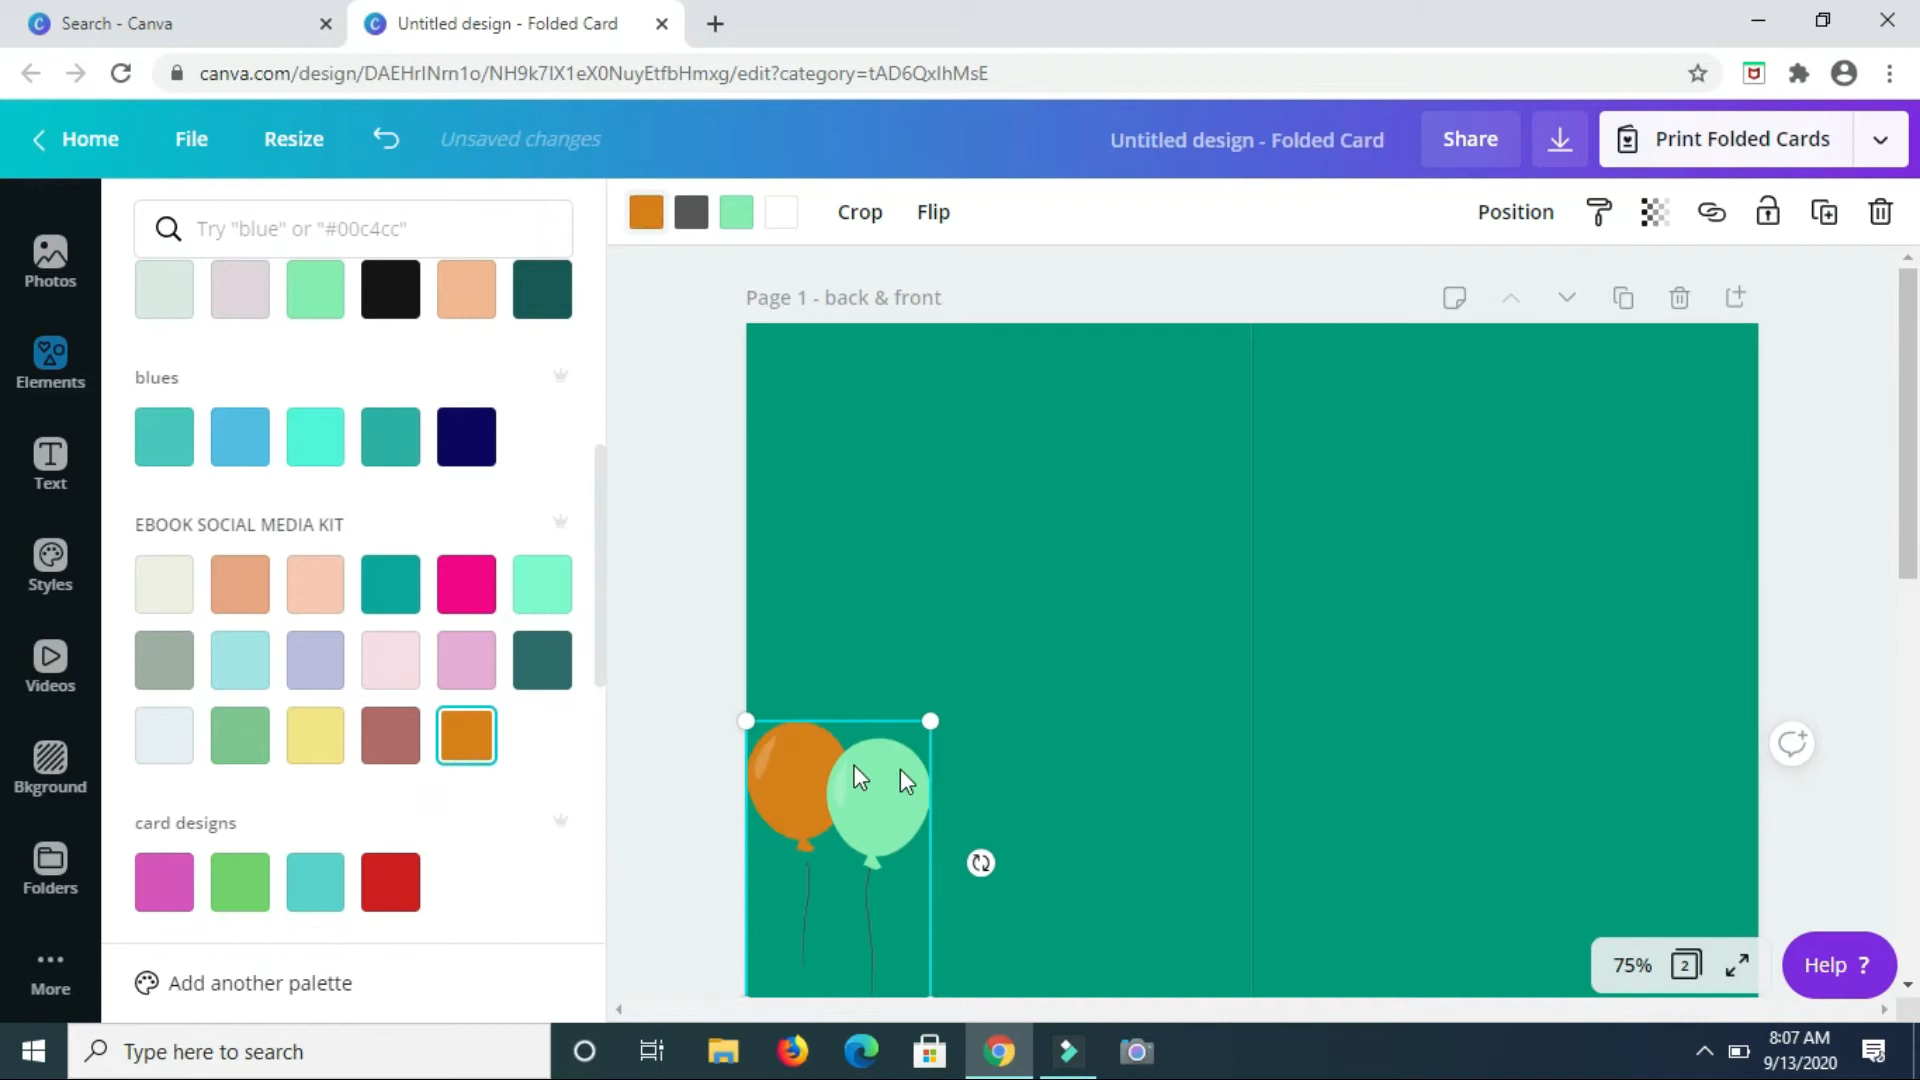 Search - Canva
Untitled design - Folded Card
canva.com/design/DAEHrINrn1o/NH9k7lX1eX0NuyEtfbHmxg/edit?category=tAD6QxIhMsE
Home
File
Resize
Unsaved changes
Untitled design - Folded Card
Share
Print Folded Cards
Try "blue" or "#00c4cc"
Crop
Flip
Position
Photos
Elements
Text
Styles
Videos
Bkground
Folders
More
blues
EBOOK SOCIAL MEDIA KIT
card designs
Add another palette
Page 1 - back & front
75%
2
Help ?
Type here to search
8:07 AM
9/13/2020